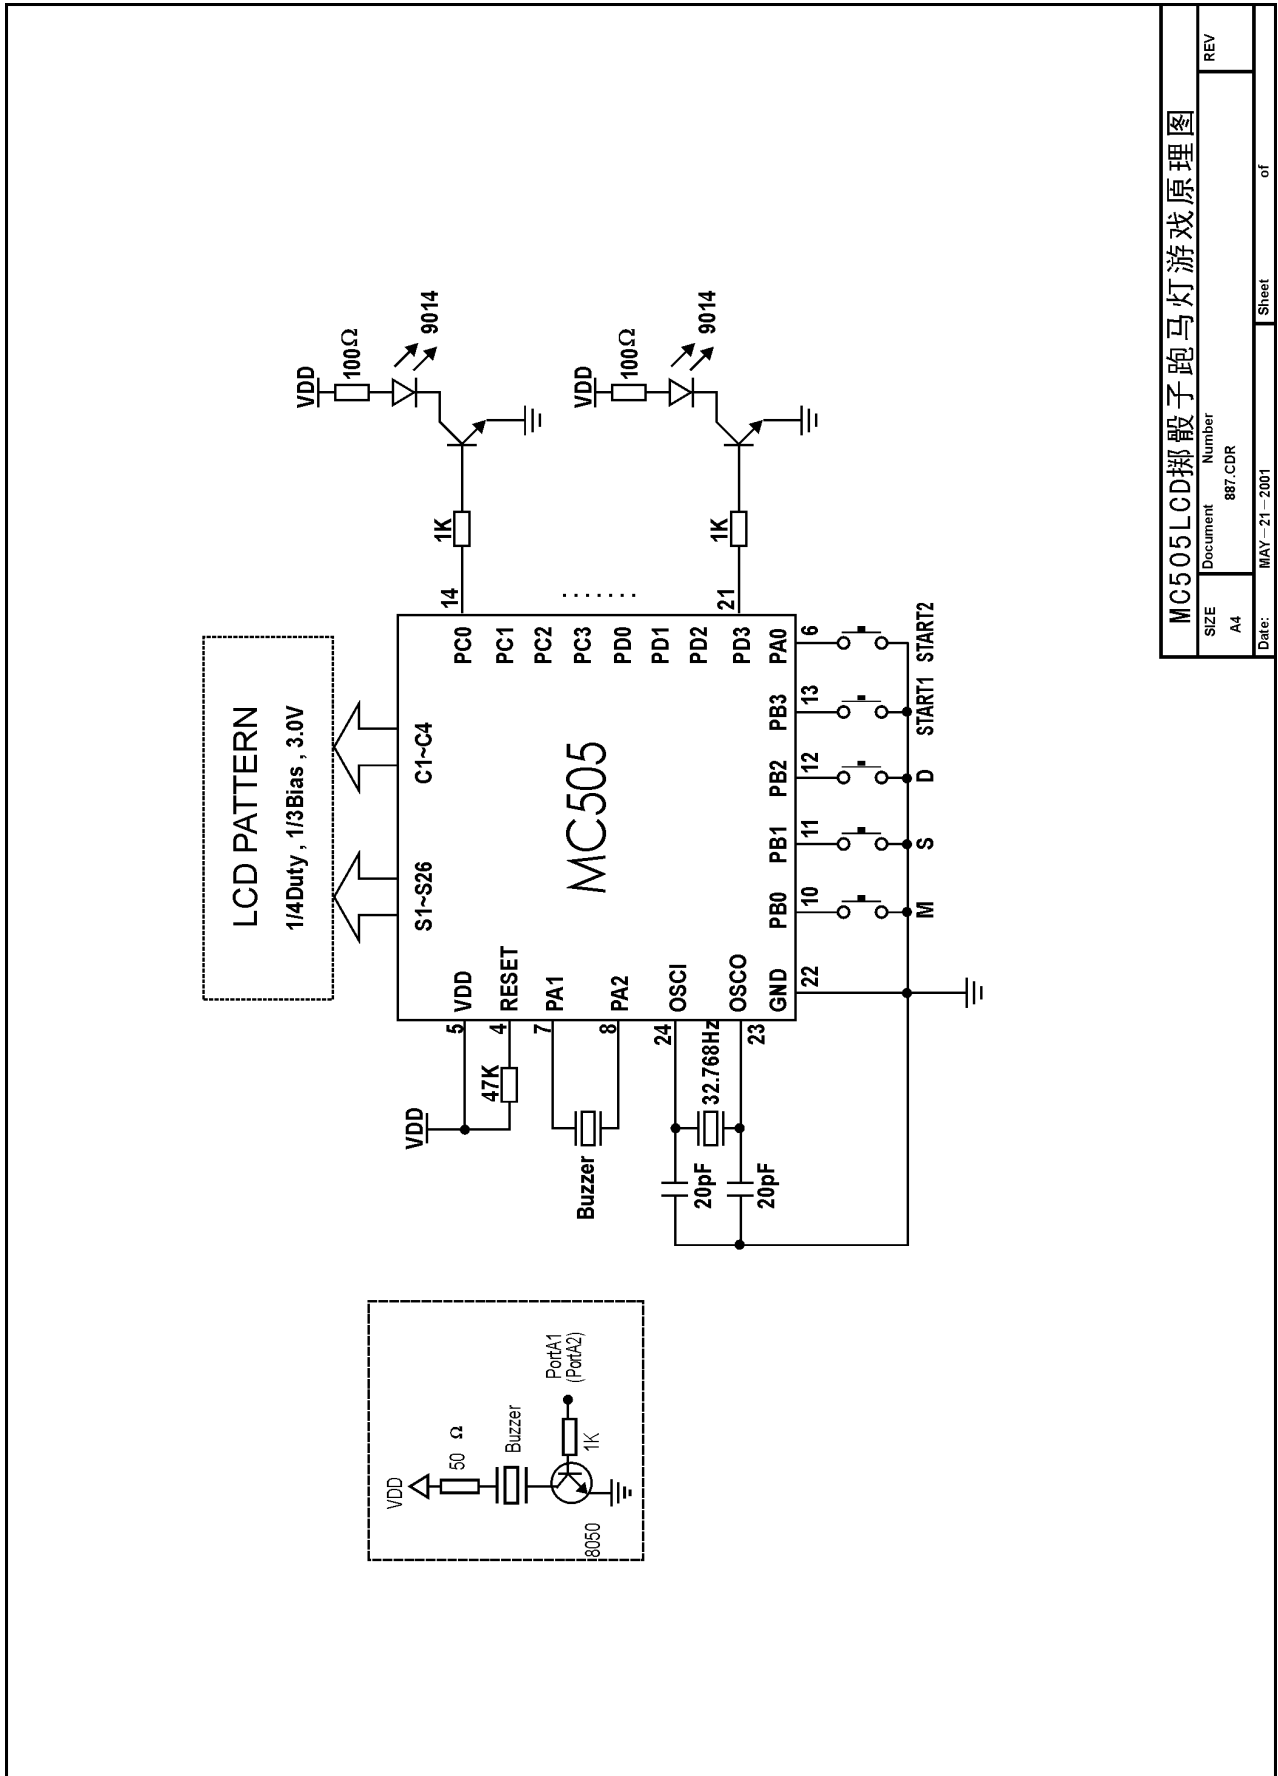 LCD PATTERN
1/4Duty , 1/3Bias , 3.0V
S1~S26
C1~C4
VDD
VDD
5
RESET
4
47K
PA1
7
PA2
8
Buzzer
OSCI
24
32.768Hz
OSCO
23
20pF
20pF
MC505
GND
22
PB0
10
M
PB1
11
S
PB2
12
D
PB3
13
START1
PA0
6
START2
PC0
PC1
PC2
PC3
PD0
PD1
PD2
PD3
14
.......
21
1K
VDD
100Ω
9014
1K
VDD
100Ω
9014
VDD
50 Ω
Buzzer
8050
1K
PortA1
(PortA2)
MC505LCD掷骰子跑马灯游戏原理图
SIZE
A4
Document Number
887.CDR
REV
Date: MAY-21-2001
Sheet of